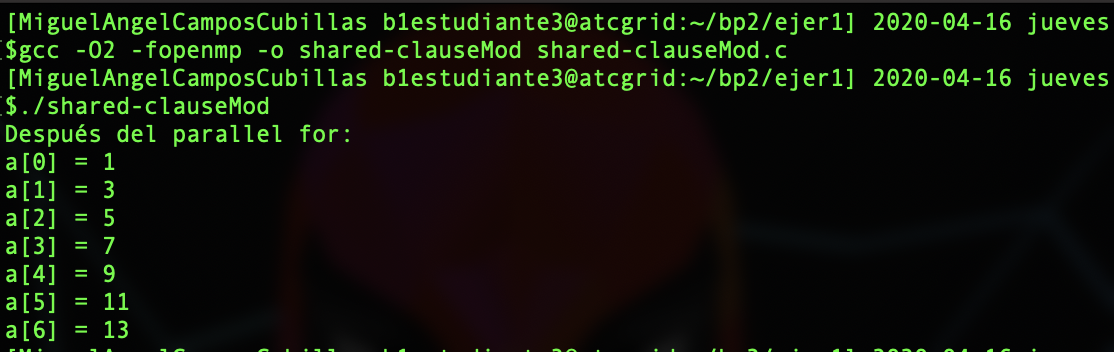 [MiguelAngelCamposCubillas b1estudiante3@atcgrid:~/bp2/ejer1] 2020-04-16 jueves
$gcc -O2 -fopenmp -o shared-clauseMod shared-clauseMod.c
[MiguelAngelCamposCubillas b1estudiante3@atcgrid:~/bp2/ejer1] 2020-04-16 jueves
$./shared-clauseMod
Después del parallel for:
a[0] = 1
a[1] = 3
a[2] = 5
a[3] = 7
a[4] = 9
a[5] = 11
a[6] = 13